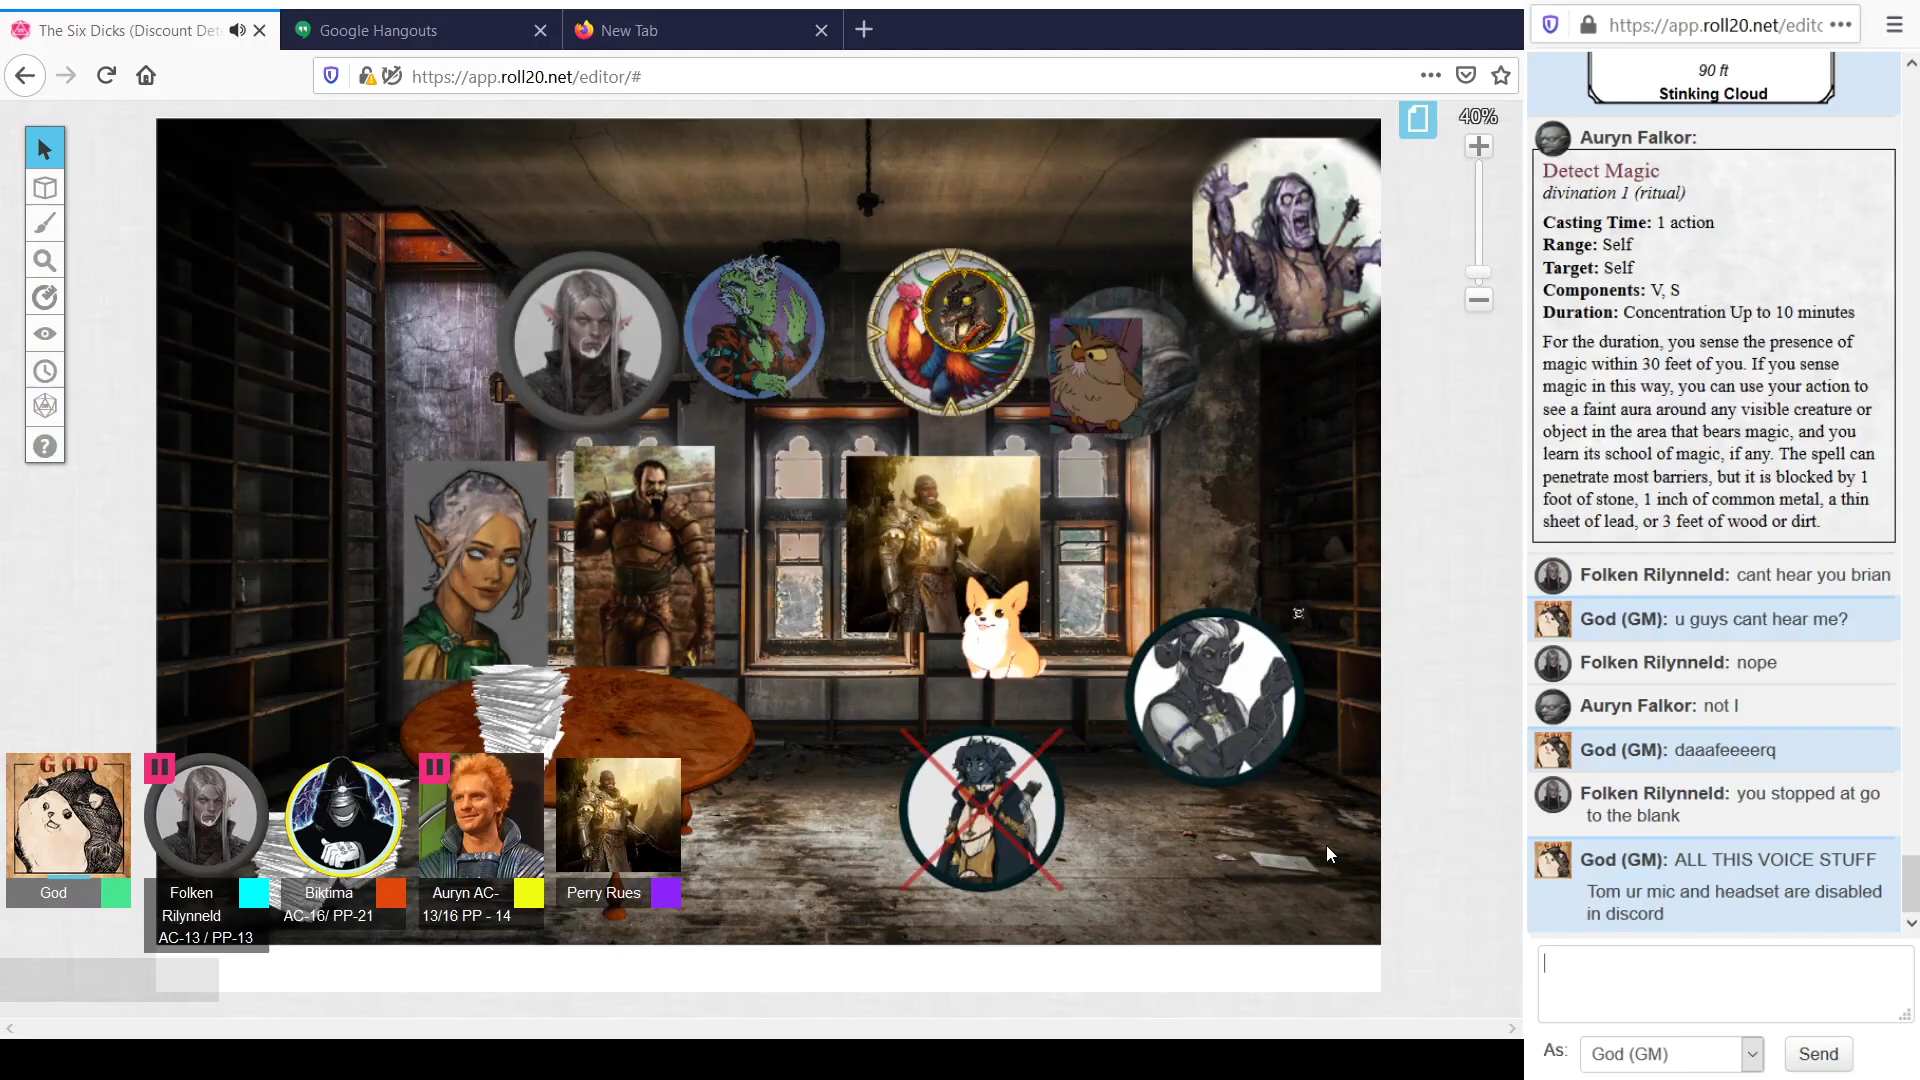 The Six Dicks (Discount Det
Google Hangouts
New Tab
https://app.roll20.net/editor/#
https://app.roll20.net/editc
40%
90 ft
Stinking Cloud
Auryn Falkor:
Detect Magic
divination 1 (ritual)
Casting Time: 1 action
Range: Self
Target: Self
Components: V, S
Duration: Concentration Up to 10 minutes
For the duration, you sense the presence of
magic within 30 feet of you. If you sense
magic in this way, you can use your action to
see a faint aura around any visible creature or
object in the area that bears magic, and you
learn its school of magic, if any. The spell can
penetrate most barriers, but it is blocked by 1
foot of stone, 1 inch of common metal, a thin
sheet of lead, or 3 feet of wood or dirt.
Folken Rilynneld: cant hear you brian
God (GM): u guys cant hear me?
Folken Rilynneld: nope
Auryn Falkor: not I
God (GM): daaafeeeerq
Folken Rilynneld: you stopped at go
to the blank
God (GM): ALL THIS VOICE STUFF
Tom ur mic and headset are disabled
in discord
As:
God (GM)
Send
GOD
God
Folken
Rilynneld
AC-13 / PP-13
Biktima
AC-16/ PP-21
Auryn AC-
13/16 PP - 14
Perry Rues